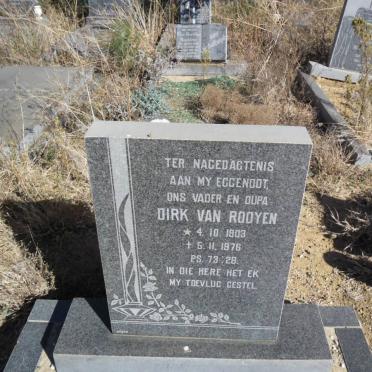 TER NAGEDAGTENIS
AAN MY EGGENOOT,
ONS VADER EN OUPA
DIRK VAN ROOYEN
* 4. 10. 1903
+ 5. 11. 1976
PS. 73:28.
IN DIE HERE HET EK
MY TOEVLUG GESTEL.